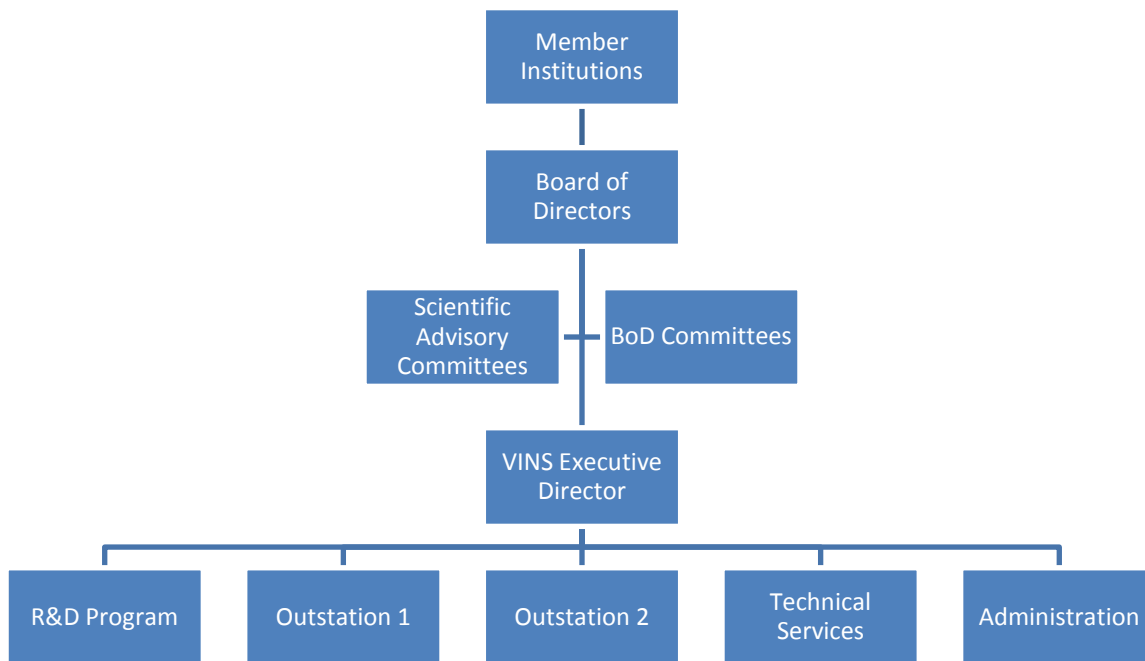 Member
Institutions
Board of
Directors
Scientific
Advisory
Committees
BoD Committees
VINS Executive
Director
R&D Program
Outstation 1
Outstation 2
Technical
Services
Administration